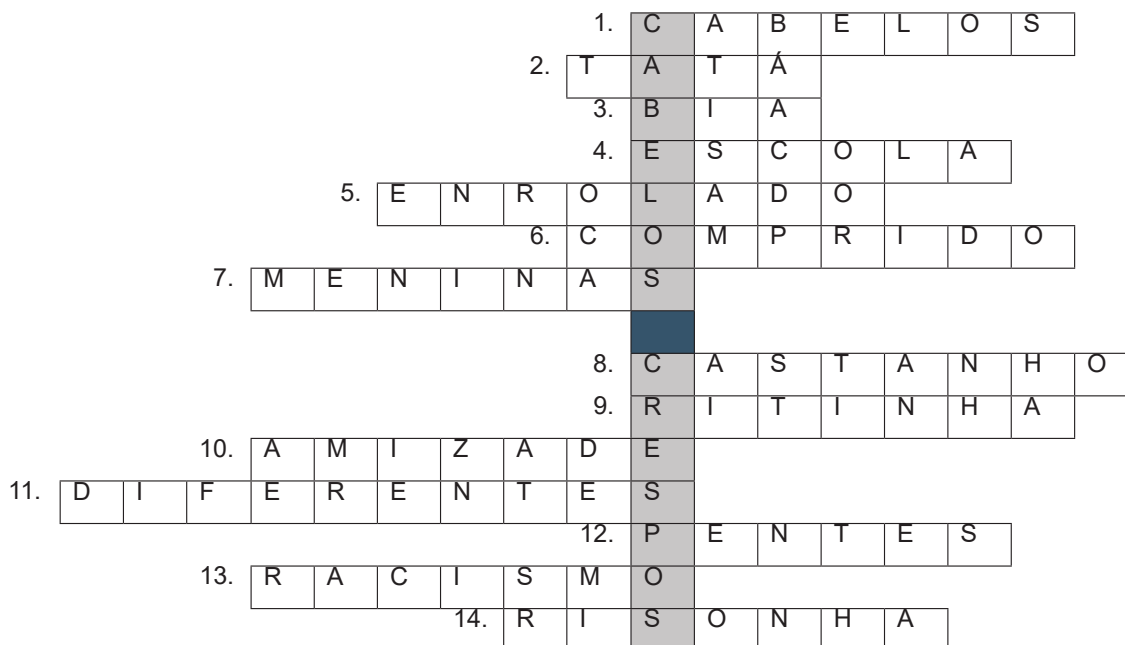 1. C A B E L O S
2. T A T Á
3. B I A
4. E S C O L A
5. E N R O L A D O
6. C O M P R I D O
7. M E N I N A S
8. C A S T A N H O
9. R I T I N H A
10. A M I Z A D E
11. D I F E R E N T E S
12. P E N T E S
13. R A C I S M O
14. R I S O N H A